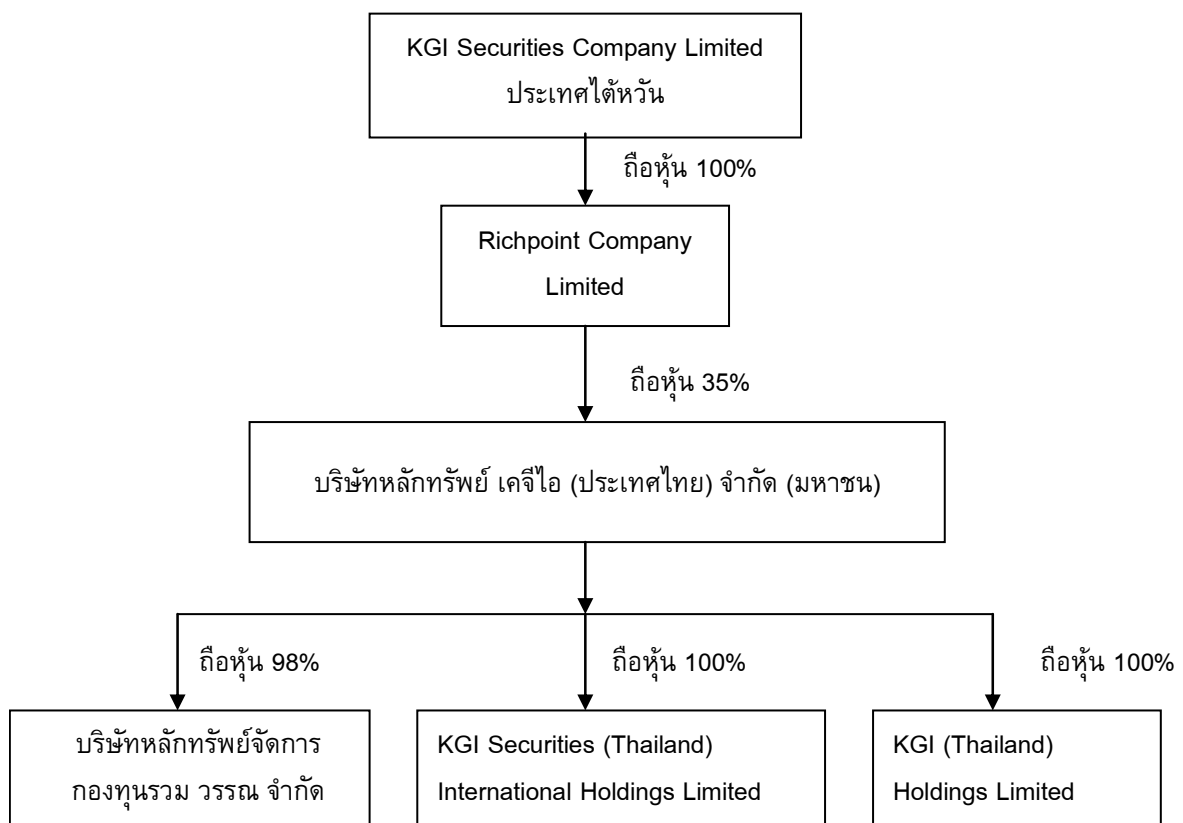 KGI Securities Company Limited
ประเทศไต้หวัน
ถือหุ้น 100%
Richpoint Company
Limited
ถือหุ้น 35%
บริษัทหลักทรัพย์ เคจีไอ (ประเทศไทย) จำกัด (มหาชน)
ถือหุ้น 98%
ถือหุ้น 100%
ถือหุ้น 100%
บริษัทหลักทรัพย์จัดการ
กองทุนรวม วรรณ จำกัด
KGI Securities (Thailand)
International Holdings Limited
KGI (Thailand)
Holdings Limited